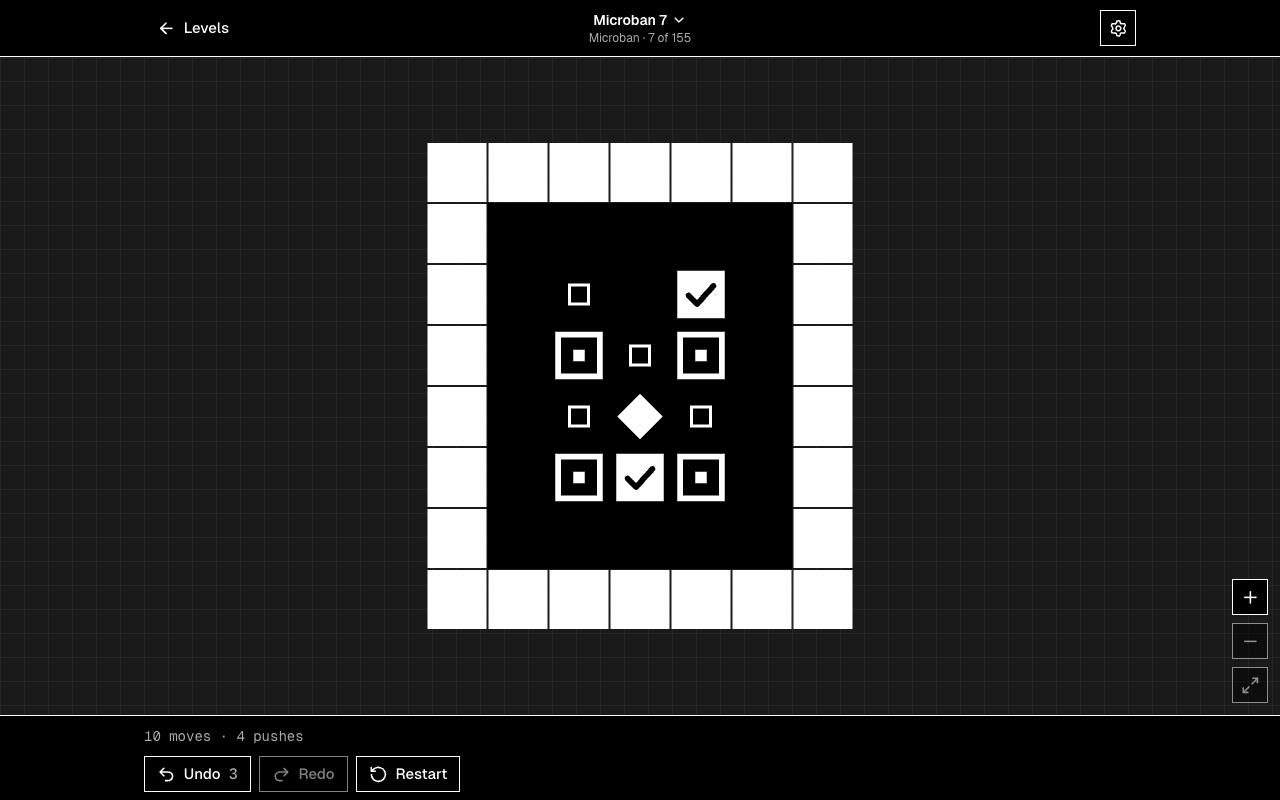 Levels
Microban 7
Microban · 7 of 155
10 moves · 4 pushes
Undo 3
Redo
Restart